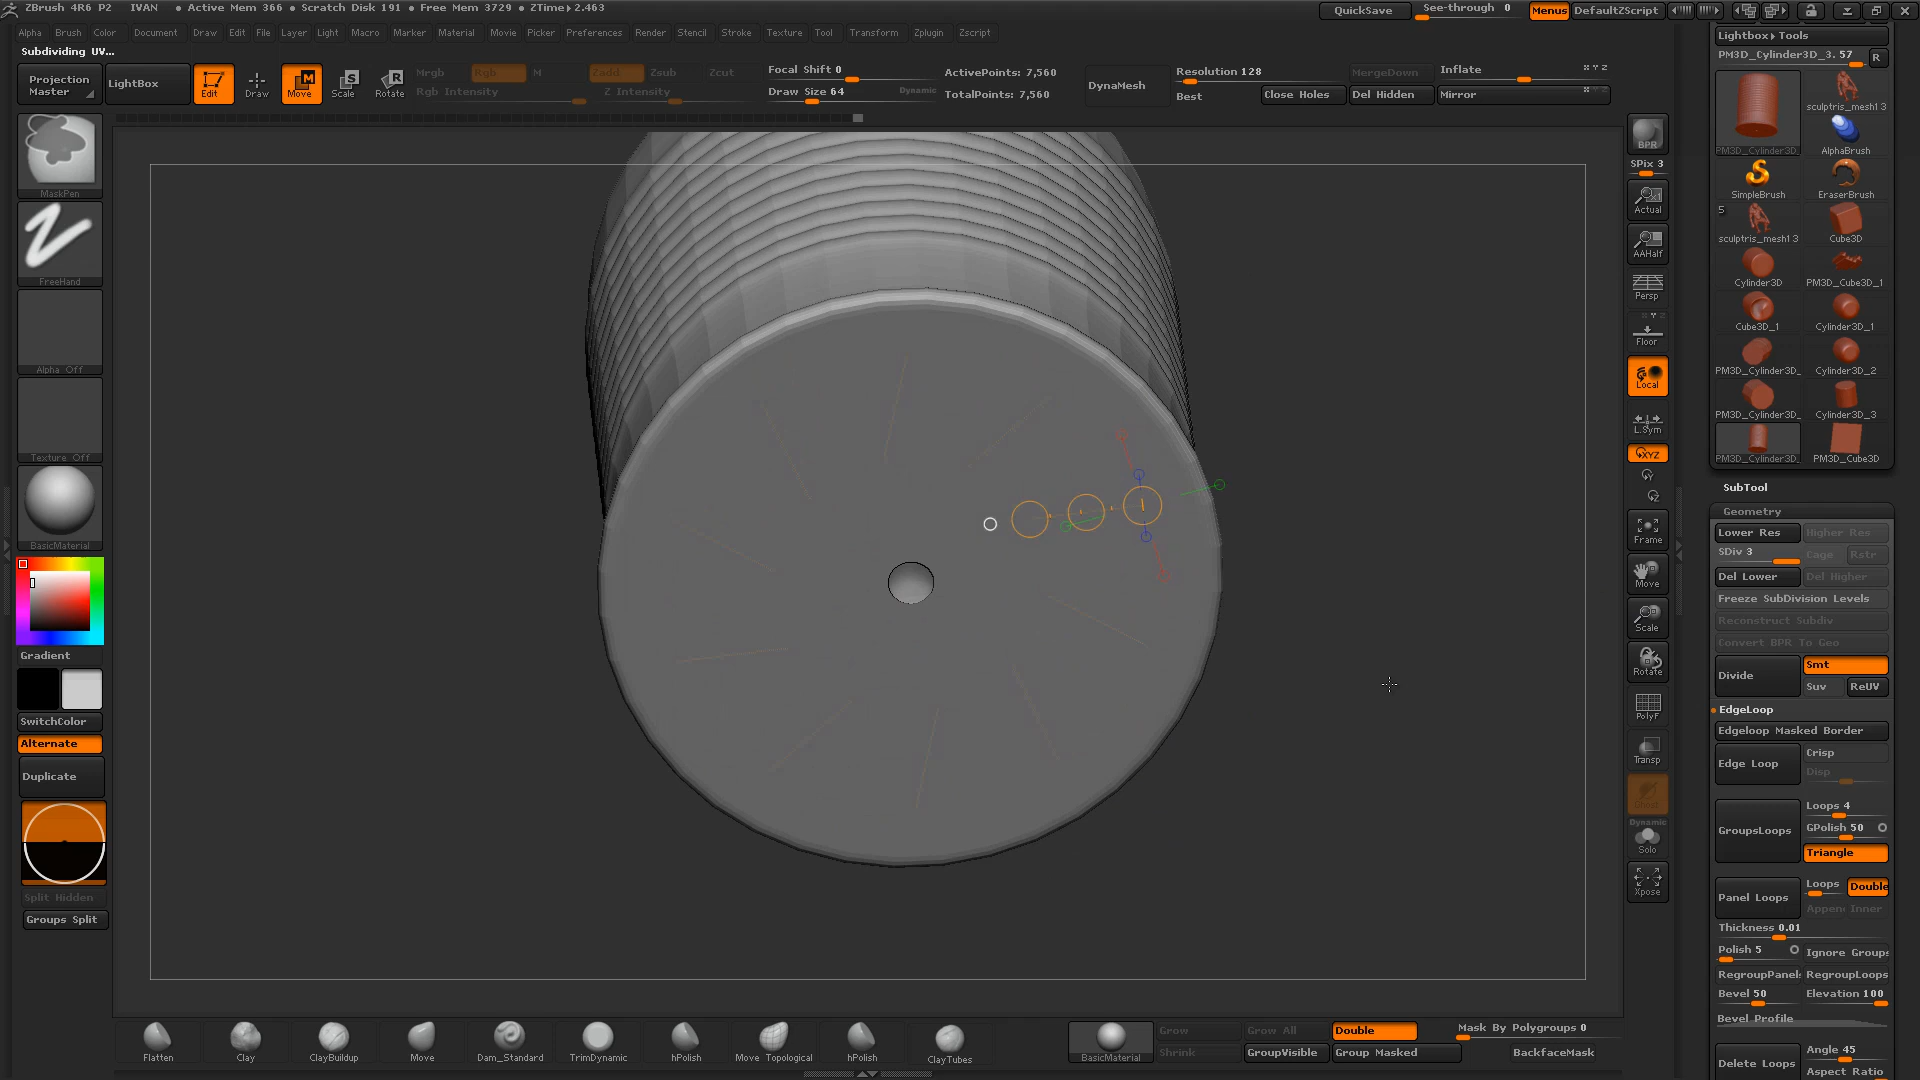 ZBrush 4R6 P2 IVAN • Active Mem 366 • Scratch Disk 191 • Free Mem 3729 • ZTime▸2.463
QuickSave
See-through 0
Menus
DefaultZScript
Alpha Brush Color Document Draw Edit File Layer Light Macro Marker Material Movie Picker Preferences Render Stencil Stroke Texture Tool Transform Zplugin Zscript
Subdividing UV...
Projection
Master
LightBox
Edit
Draw
Move
Scale
Rotate
Mrgb
Rgb
M
Rgb Intensity
Zadd
Zsub
Zcut
Z Intensity
Focal Shift 0
Draw Size 64
Dynamic
ActivePoints: 7,560
TotalPoints: 7,560
DynaMesh
Resolution 128
Best
Close Holes
MergeDown
Del Hidden
Inflate
Mirror
MaskPen
FreeHand
Alpha Off
Texture Off
BasicMaterial
Gradient
SwitchColor
Alternate
Duplicate
Split Hidden
Groups Split
BPR
SPix 3
Actual
AAHalf
Persp
Floor
Local
L.Sym
XYZ
Frame
Move
Scale
Rotate
PolyF
Transp
Ghost
Dynamic
Solo
Xpose
Lightbox▸Tools
PM3D_Cylinder3D_3. 57
R
PM3D_Cylinder3D_
sculptris_mesh13
AlphaBrush
SimpleBrush
EraserBrush
5
sculptris_mesh13
Cube3D
Cylinder3D
PM3D_Cube3D_1
Cube3D_1
Cylinder3D_1
PM3D_Cylinder3D_
Cylinder3D_2
PM3D_Cylinder3D_
Cylinder3D_3
PM3D_Cylinder3D_
PM3D_Cube3D
SubTool
Geometry
Lower Res
Higher Res
SDiv 3
Cage
Rstr
Del Lower
Del Higher
Freeze SubDivision Levels
Reconstruct Subdiv
Convert BPR To Geo
Divide
Smt
Suv
ReUV
EdgeLoop
Edgeloop Masked Border
Edge Loop
Crisp
Disp
GroupsLoops
Loops 4
GPolish 50
Triangle
Panel Loops
Loops
Double
Append
Inner
Thickness 0.01
Polish 5
Ignore Groups
RegroupPanels
RegroupLoops
Bevel 50
Elevation 100
Bevel Profile
Delete Loops
Angle 45
Aspect Ratio
Flatten
Clay
ClayBuildup
Move
Dam_Standard
TrimDynamic
hPolish
Move Topological
hPolish
ClayTubes
BasicMaterial
Grow
Grow All
Double
Mask By Polygroups 0
Shrink
GroupVisible
Group Masked
BackfaceMask